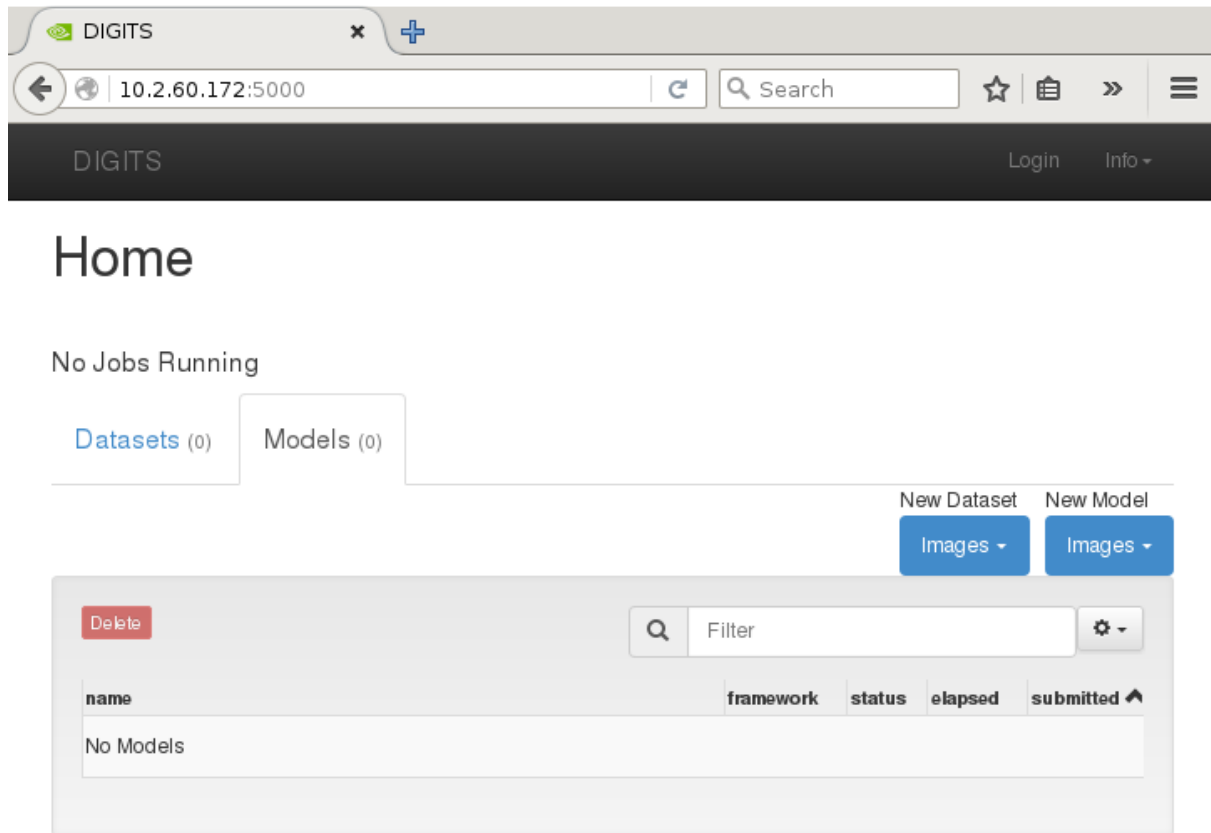 DIGITS
10.2.60.172:5000 Search
DIGITS Login Info
Home
No Jobs Running
Datasets (0) Models (0)
New Dataset New Model
Images Images
Delete Filter
name framework status elapsed submitted
No Models